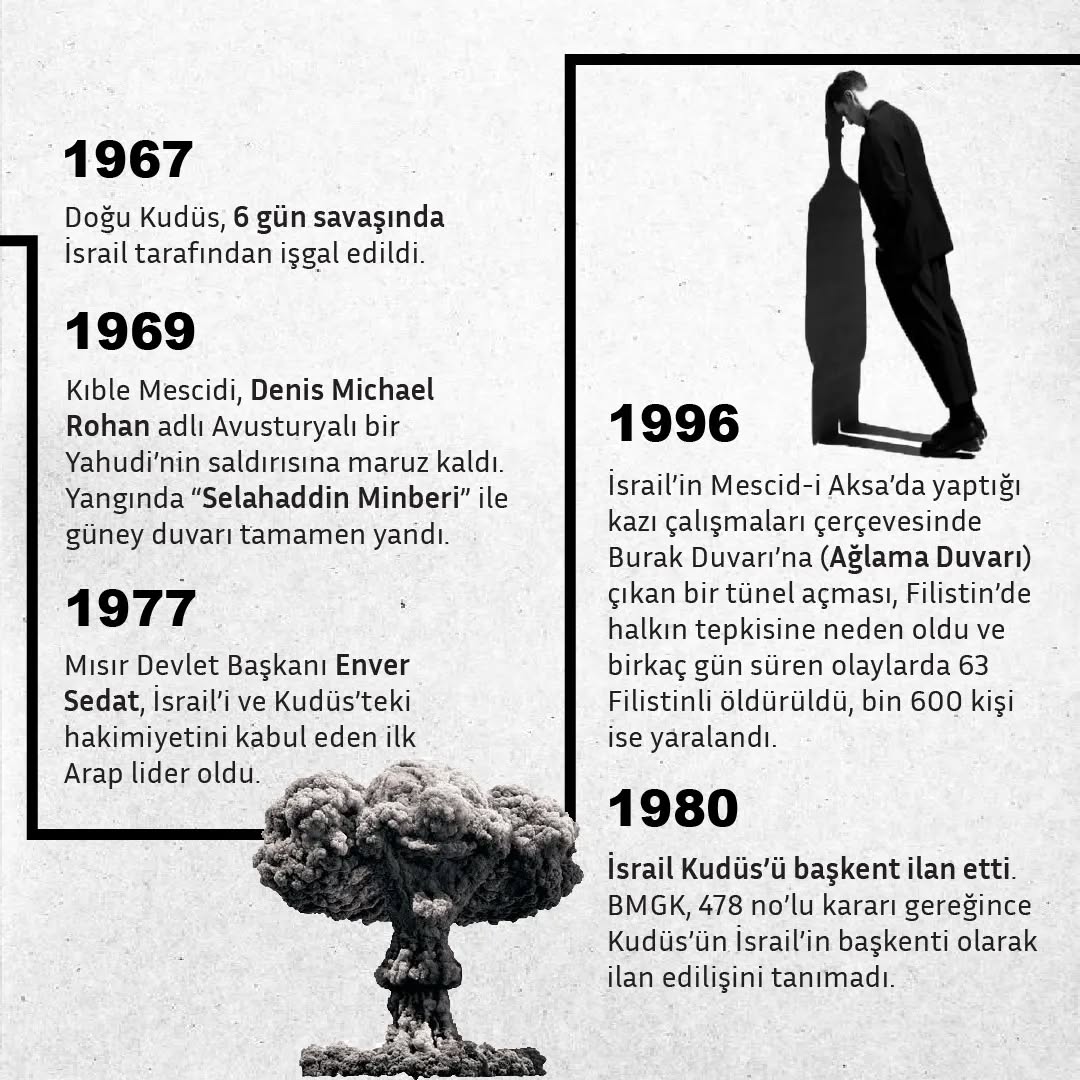 1967
Doğu Kudüs, 6 gün savaşında
İsrail tarafından işgal edildi.
1969
Kıble Mescidi, Denis Michael
Rohan adlı Avusturyalı bir
Yahudi’nin saldırısına maruz kaldı.
Yangında “Selahaddin Minberi” ile
güney duvarı tamamen yandı.
1977
Mısır Devlet Başkanı Enver
Sedat, İsrail’i ve Kudüs’teki
hakimiyetini kabul eden ilk
Arap lider oldu.
1996
İsrail’in Mescid-i Aksa’da yaptığı
kazı çalışmaları çerçevesinde
Burak Duvarı’na (Ağlama Duvarı)
çıkan bir tünel açması, Filistin’de
halkın tepkisine neden oldu ve
birkaç gün süren olaylarda 63
Filistinli öldürüldü, bin 600 kişi
ise yaralandı.
1980
İsrail Kudüs’ü başkent ilan etti.
BMGK, 478 no’lu kararı gereğince
Kudüs’ün İsrail’in başkenti olarak
ilan edilişini tanımadı.